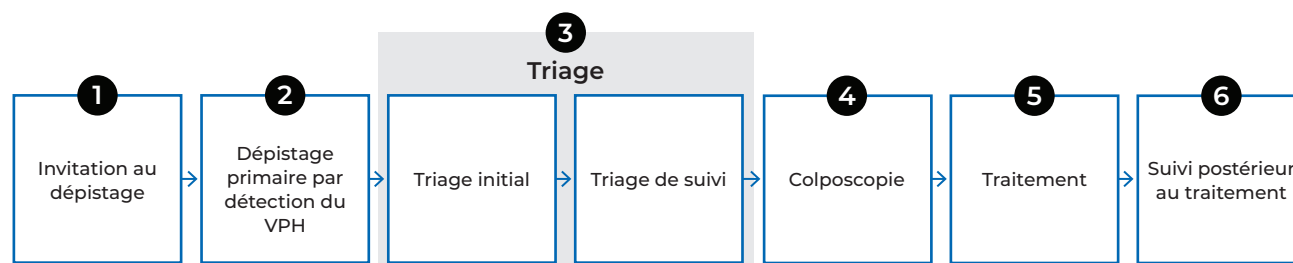 3
Triage
1
Invitation au
dépistage
2
Dépistage
primaire par
détection du
VPH
Triage initial
Triage de suivi
4
Colposcopie
5
Traitement
6
Suivi postérieur
au traitement